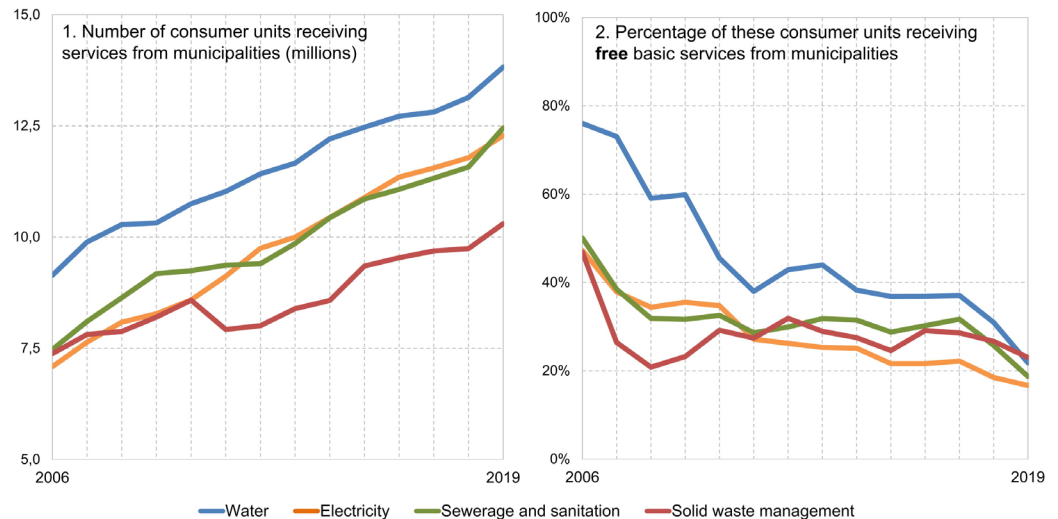 15,0
1. Number of consumer units receiving
services from municipalities (millions)
12,5
10,0
7,5
5,0
2006
2019
100%
2. Percentage of these consumer units receiving
free basic services from municipalities
80%
60%
40%
20%
0%
2006
2019
Water
Electricity
Sewerage and sanitation
Solid waste management